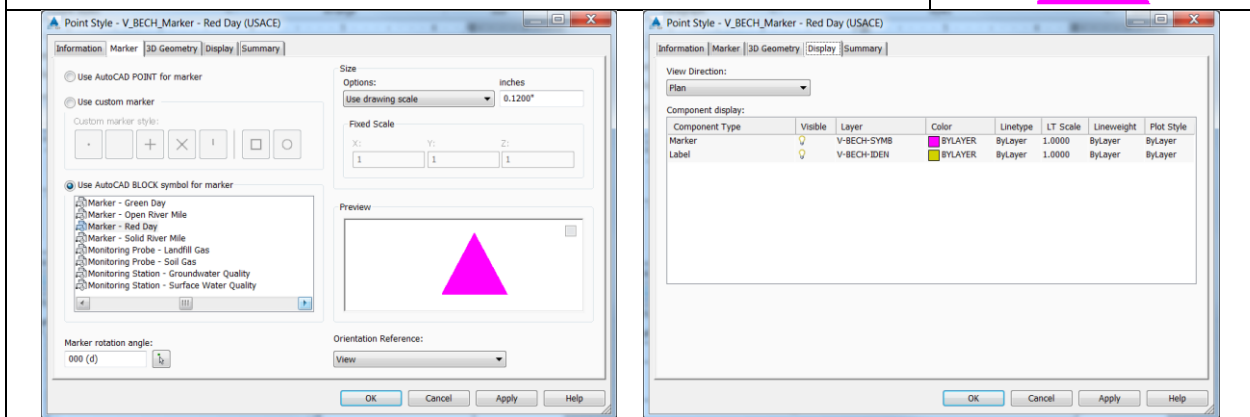 Point Style - V_BECH_Marker - Red Day (USACE)
Information Marker 3D Geometry Display Summary
Use AutoCAD POINT for marker
Use custom marker
Custom marker style:
Use AutoCAD BLOCK symbol for marker
Marker - Green Day
Marker - Open River Mile
Marker - Red Day
Marker - Solid River Mile
Monitoring Probe - Landfill Gas
Monitoring Probe - Soil Gas
Monitoring Station - Groundwater Quality
Monitoring Station - Surface Water Quality
Marker rotation angle:
000 (d)
Size
Options: inches
Use drawing scale 0.1200"
Fixed Scale
X: Y: Z:
1 1 1
Preview
Orientation Reference:
View
OK Cancel Apply Help
Point Style - V_BECH_Marker - Red Day (USACE)
Information Marker 3D Geometry Display Summary
View Direction:
Plan
Component display:
Component Type Visible Layer Color Linetype LT Scale Lineweight Plot Style
Marker V-BECH-SYMB BYLAYER ByLayer 1.0000 ByLayer ByLayer
Label V-BECH-IDEN BYLAYER ByLayer 1.0000 ByLayer ByLayer
OK Cancel Apply Help